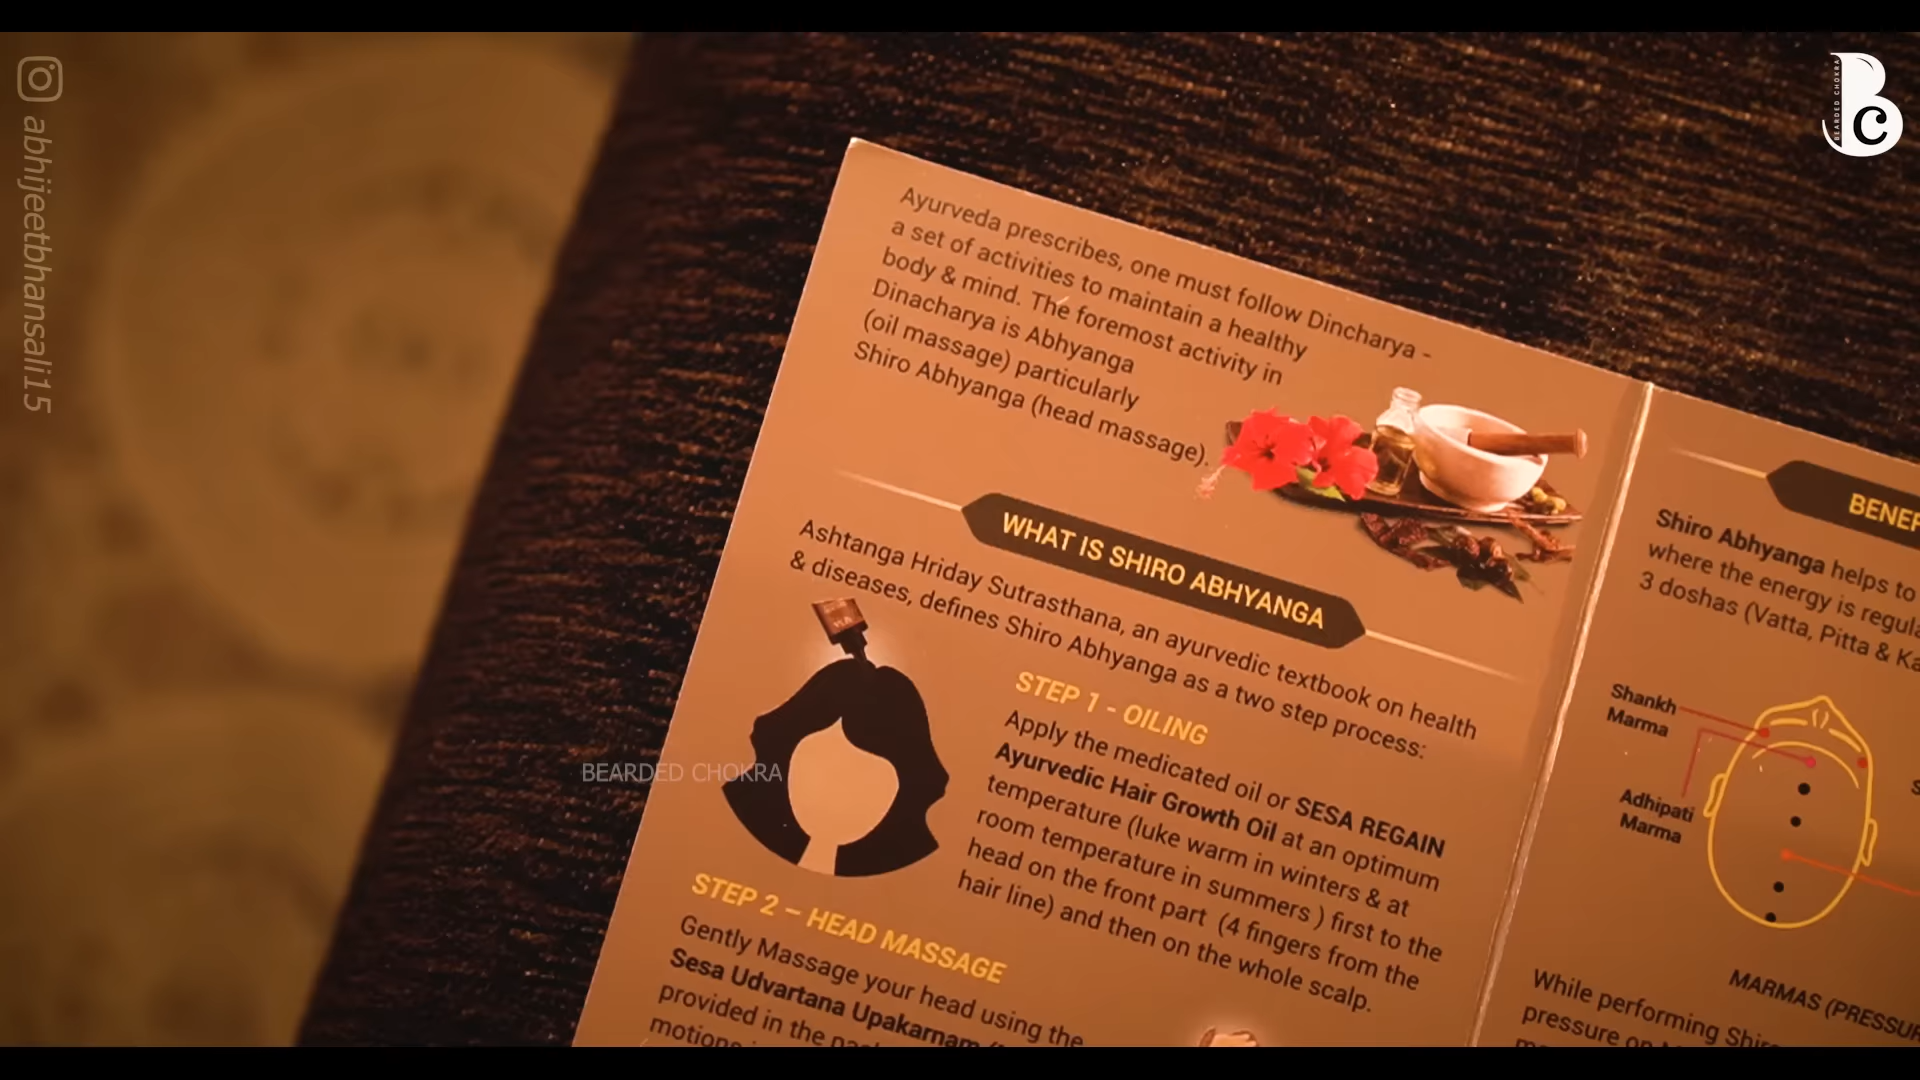 abhijeetbhansali15
BEARDED CHOKRA
BC
Ayurveda prescribes, one must follow Dincharya -
a set of activities to maintain a healthy
body & mind. The foremost activity in
Dinacharya is Abhyanga
(oil massage) particularly
Shiro Abhyanga (head massage).
WHAT IS SHIRO ABHYANGA
Ashtanga Hriday Sutrasthana, an ayurvedic textbook on health
& diseases, defines Shiro Abhyanga as a two step process:
STEP 1 - OILING
Apply the medicated oil or SESA REGAIN
Ayurvedic Hair Growth Oil at an optimum
temperature (luke warm in winters & at
room temperature in summers ) first to the
head on the front part (4 fingers from the
hair line) and then on the whole scalp.
BEARDED CHOKRA
STEP 2 – HEAD MASSAGE
Gently Massage your head using the
Sesa Udvartana Upakarnam
provided in the
motions
Shiro Abhyanga helps to
where the energy is
3 doshas (Vatta, Pitta &
Shankh
Marma
Adhipati
Marma
MARMAS
While performing
pressure on